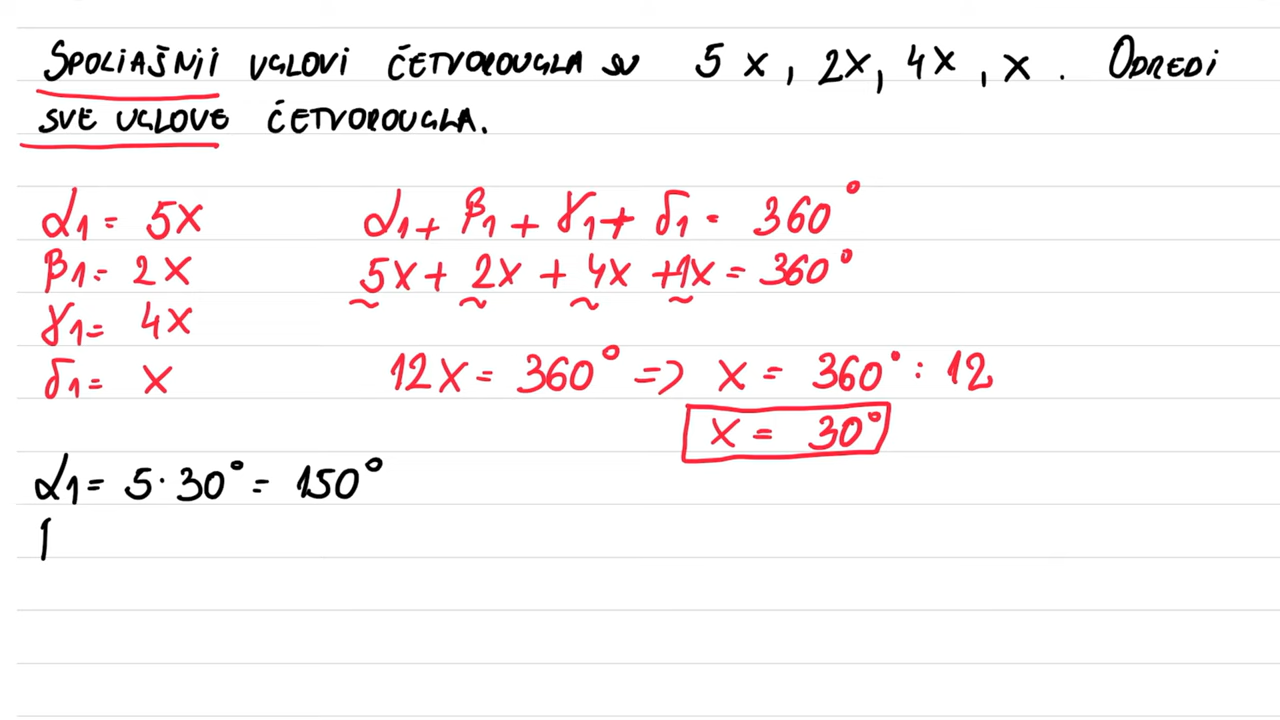 SPOLIAŠNJI UGLOVI ČETVOROUGLA SU 5x, 2x, 4x, x. ODREDI
SVE UGLOVE ČETVOROUGLA.
α1 = 5x
β1 = 2x
γ1 = 4x
δ1 = x
α1 + β1 + γ1 + δ1 = 360°
5x + 2x + 4x + 1x = 360°
12x = 360° => x = 360° : 12
x = 30°
α1 = 5·30° = 150°